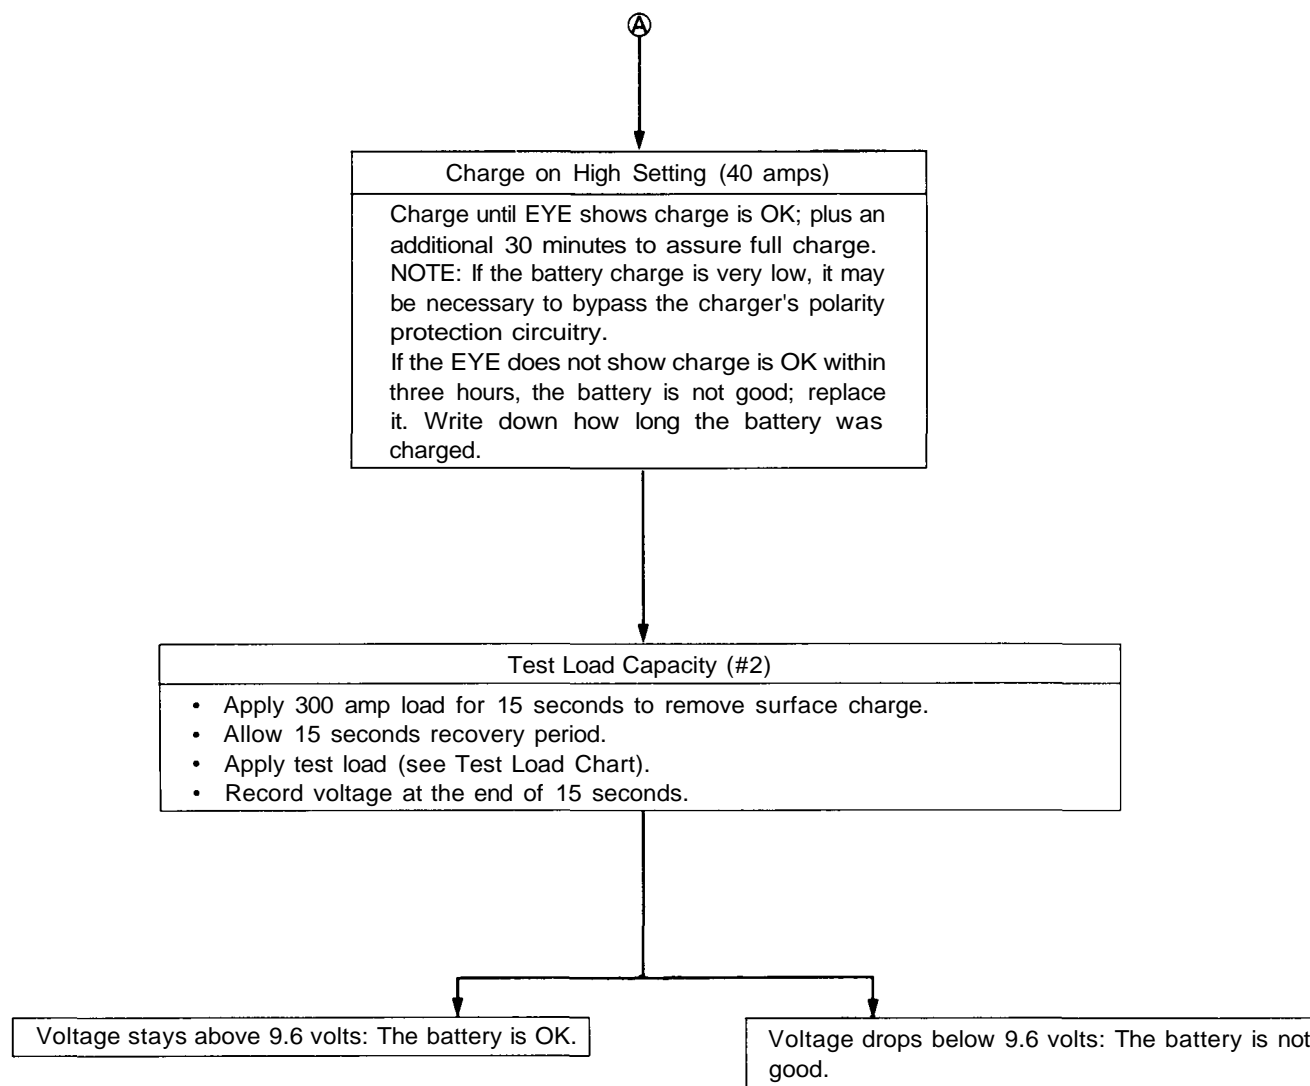 A
Charge on High Setting (40 amps)
Charge until EYE shows charge is OK; plus an
additional 30 minutes to assure full charge.
NOTE: If the battery charge is very low, it may
be necessary to bypass the charger's polarity
protection circuitry.
If the EYE does not show charge is OK within
three hours, the battery is not good; replace
it. Write down how long the battery was
charged.
Test Load Capacity (#2)
• Apply 300 amp load for 15 seconds to remove surface charge.
• Allow 15 seconds recovery period.
• Apply test load (see Test Load Chart).
• Record voltage at the end of 15 seconds.
Voltage stays above 9.6 volts: The battery is OK.
Voltage drops below 9.6 volts: The battery is not
good.